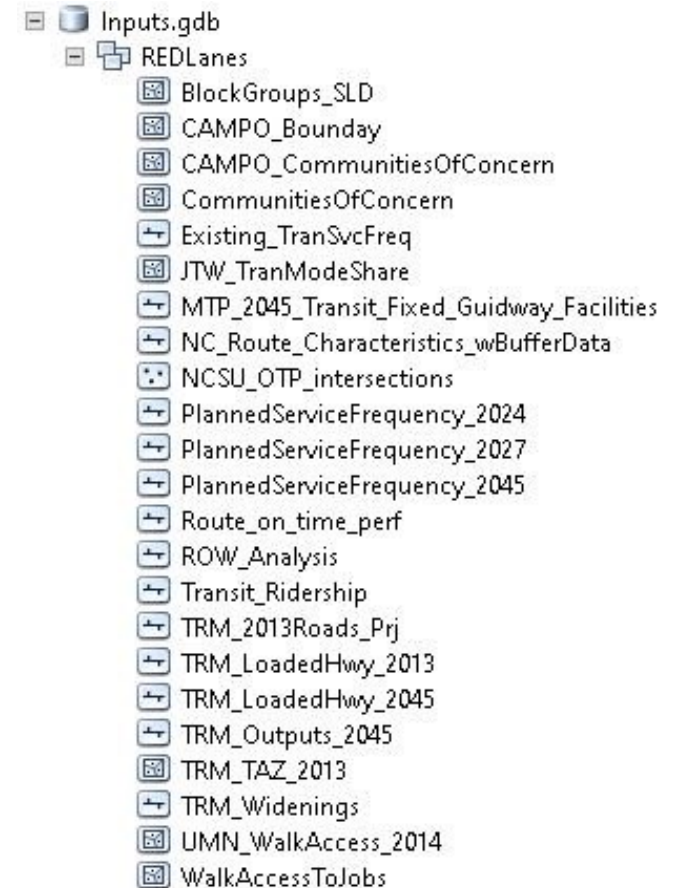 Inputs.gdb
REDLanes
BlockGroups_SLD
CAMPO_Bounday
CAMPO_CommunitiesOfConcern
CommunitiesOfConcern
Existing_TranSvcFreq
JTW_TranModeShare
MTP_2045_Transit_Fixed_Guidway_Facilities
NC_Route_Characteristics_wBufferData
NCSU_OTP_intersections
PlannedServiceFrequency_2024
PlannedServiceFrequency_2027
PlannedServiceFrequency_2045
Route_on_time_perf
ROW_Analysis
Transit_Ridership
TRM_2013Roads_Prj
TRM_LoadedHwy_2013
TRM_LoadedHwy_2045
TRM_Outputs_2045
TRM_TAZ_2013
TRM_Widenings
UMN_WalkAccess_2014
WalkAccessToJobs